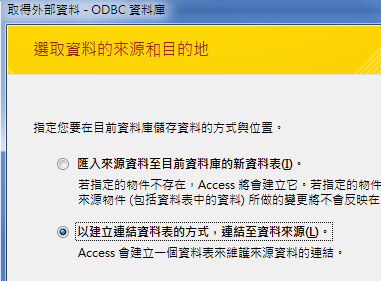 取得外部資料 - ODBC 資料庫
選取資料的來源和目的地
指定您要在目前資料庫儲存資料的方式與位置。
匯入來源資料至目前資料庫的新資料表(I)。
若指定的物件不存在，Access 將會建立它。若指定的物件
來源物件 (包括資料表中的資料) 所做的變更將不會反映在
以建立連結資料表的方式，連結至資料來源(L)。
Access 會建立一個資料表來維護來源資料的連結。